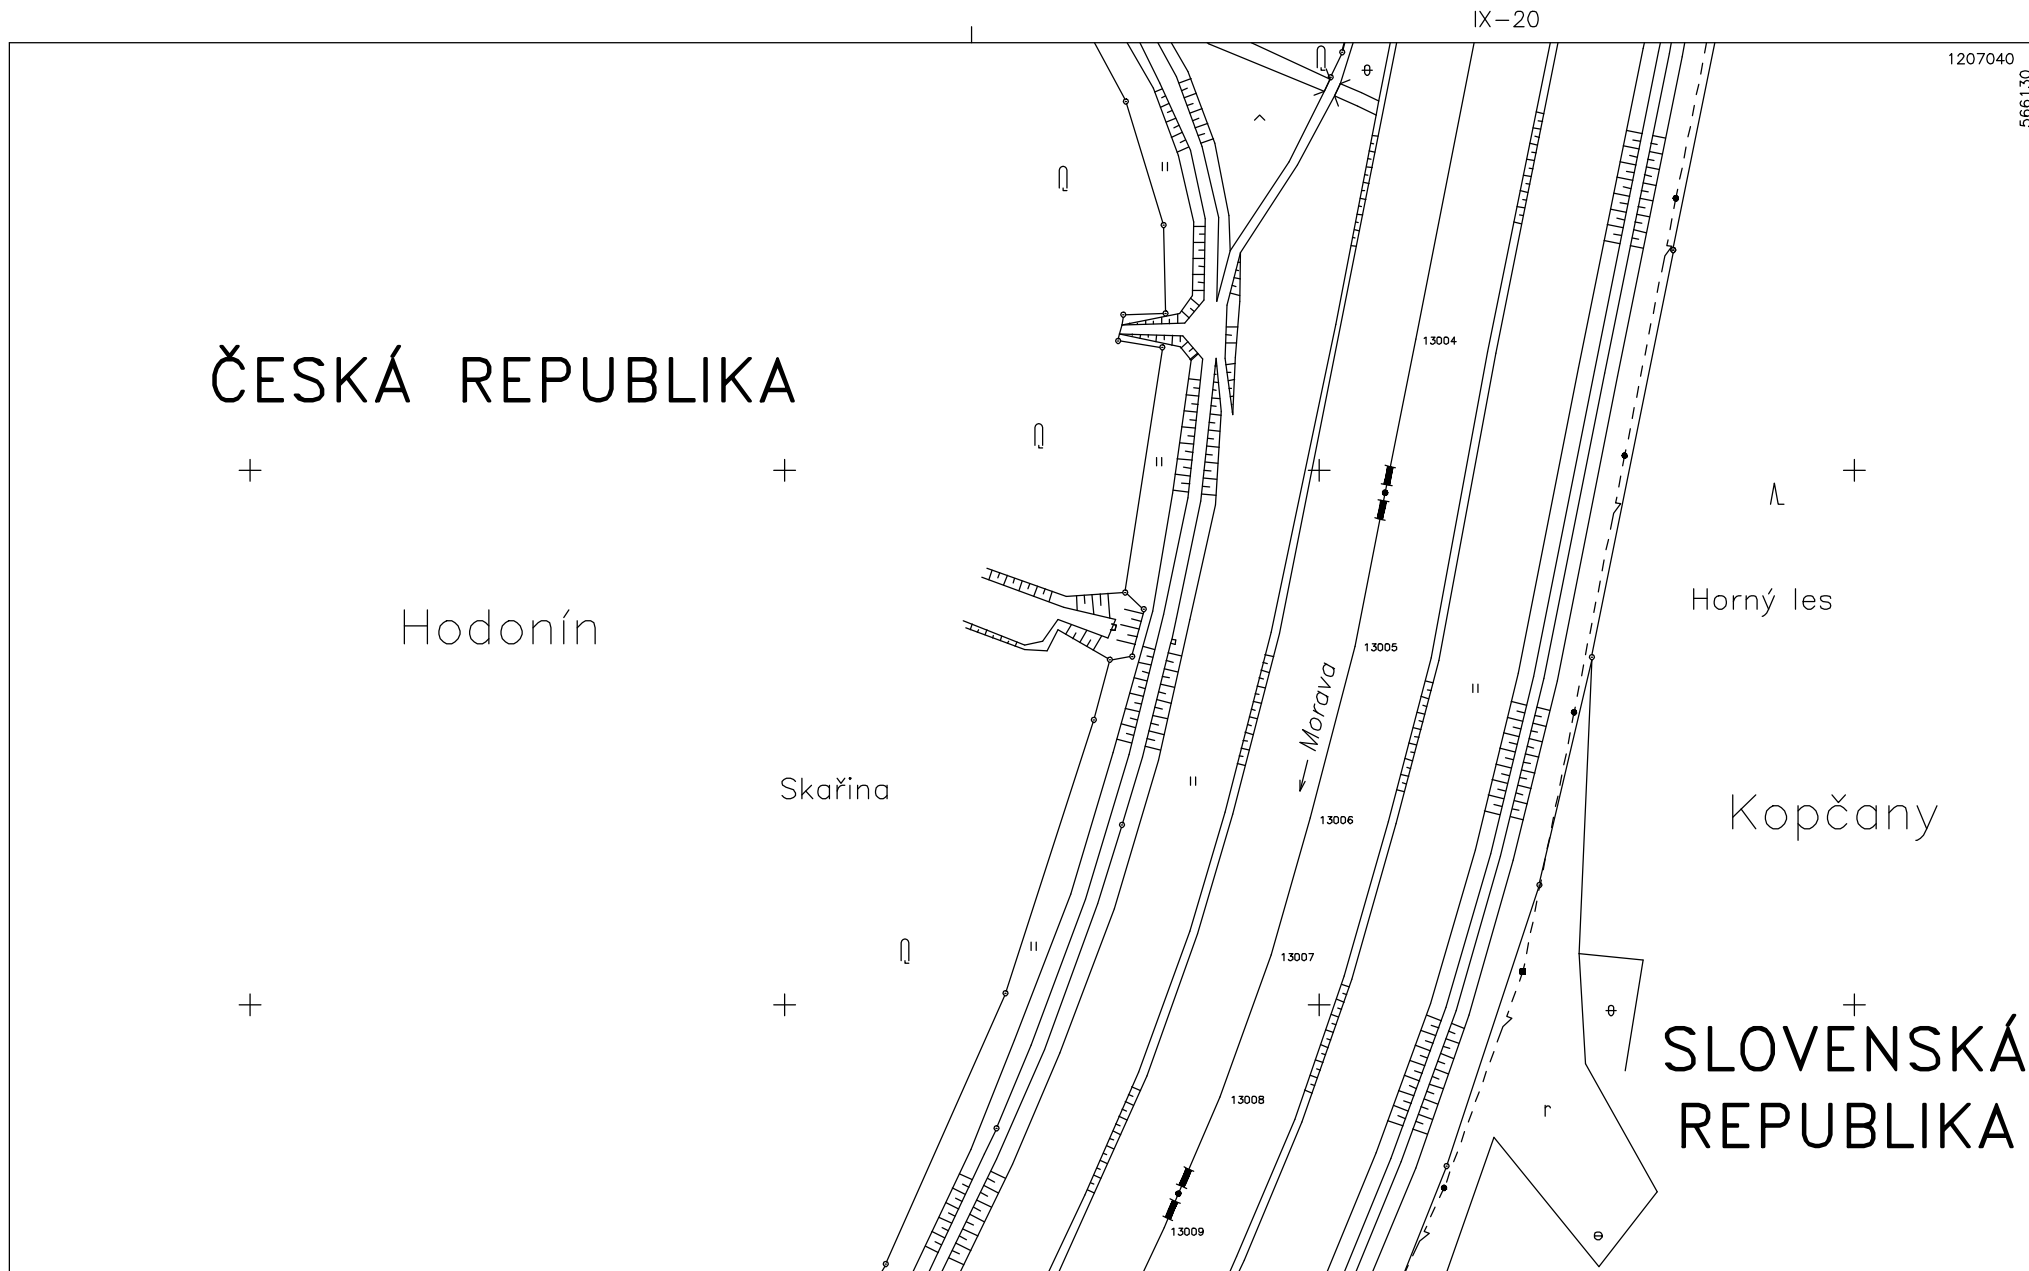 IX-20
1207040
566130
13004
ČESKÁ REPUBLIKA
Horný les
Hodonín
13005
Morava
Skařina
13006
Kopčany
13007
SLOVENSKÁ
REPUBLIKA
13008
13009